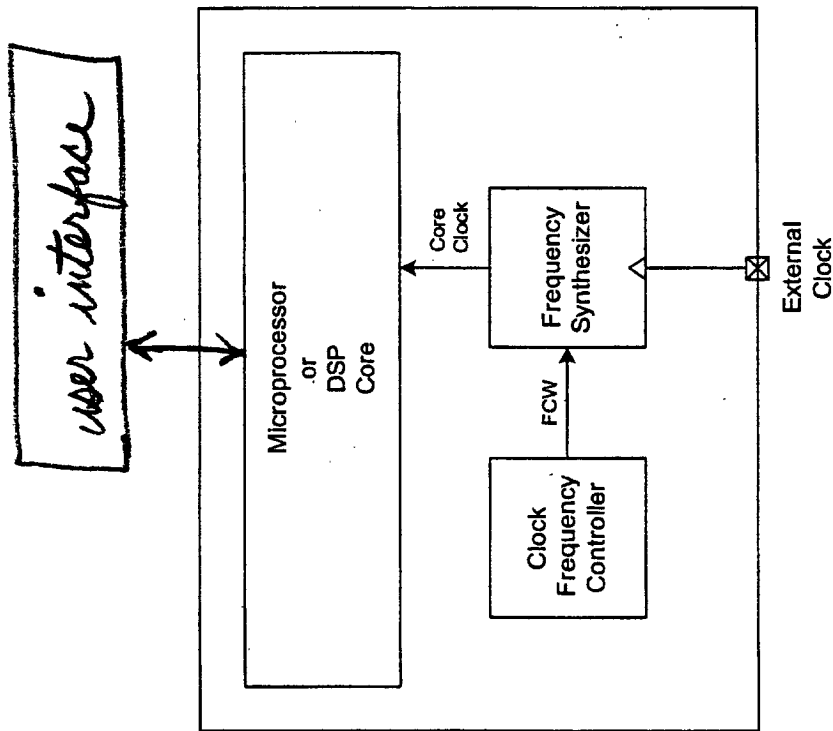 user interface
Microprocessor
or
DSP
Core
Core
Clock
Frequency
Synthesizer
FCW
Clock
Frequency
Controller
External
Clock